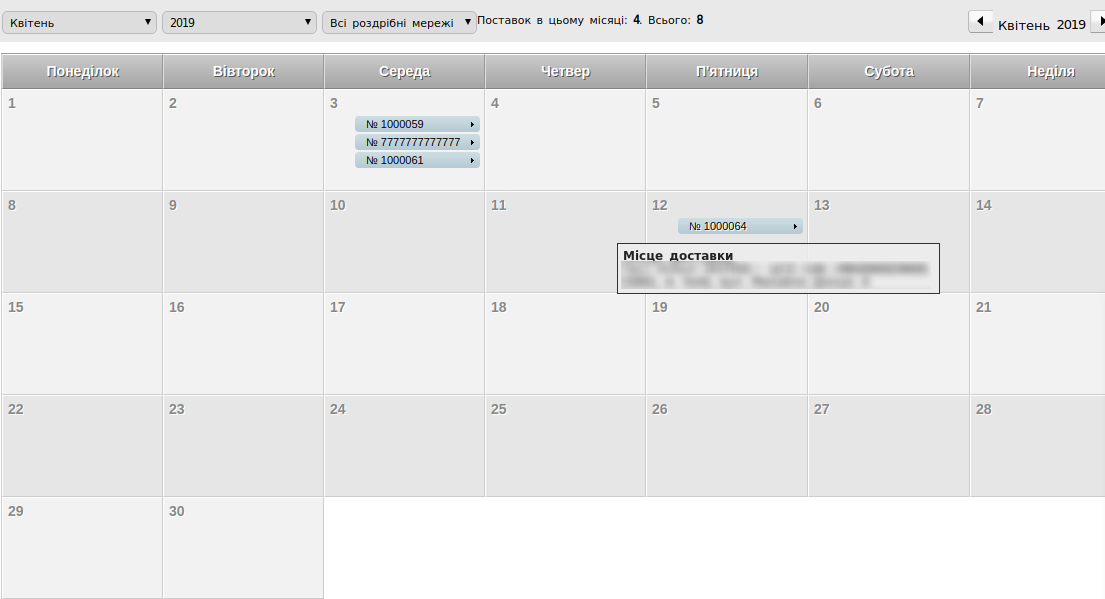 Квітень 2019 Всі роздрібні мережі Поставок в цьому місяці: 4. Всього: 8 Квітень 2019
Понеділок Вівторок Середа Четвер П'ятниця Субота Неділя
1 2 3 4 5 6 7
№ 1000059
№ 7777777777777
№ 1000061
8 9 10 11 12 13 14
№ 1000064
Місце доставки
15 16 17 18 19 20 21
22 23 24 25 26 27 28
29 30